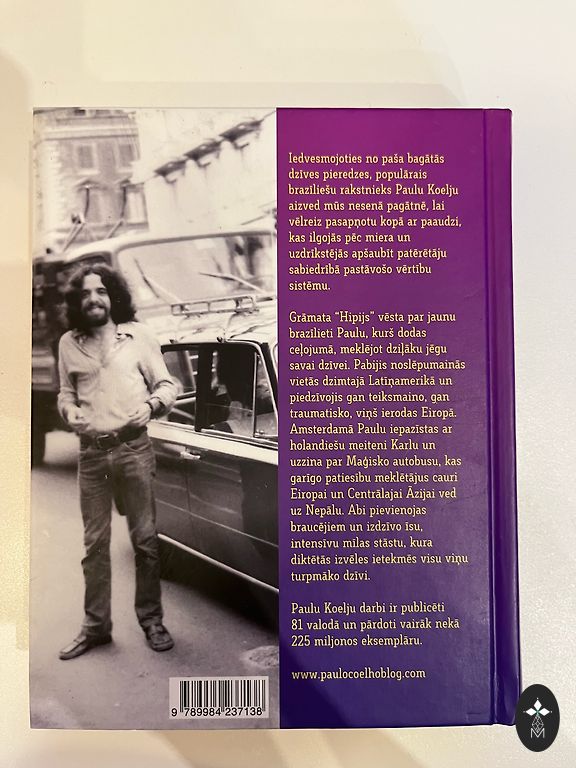 Iedvesmojoties no paša bagātās
dzīves pieredzes, populārais
brazīliešu rakstnieks Paulu Koelju
aizved mūs nesenā pagātnē, lai
vēlreiz pasapņotu kopā ar paaudzi,
kas ilgojās pēc miera un
uzdrīkstējās apšaubīt patērētāju
sabiedrībā pastāvošo vērtību
sistēmu.
Grāmata “Hipijs” vēsta par jaunu
brazīlieti Paulu, kurš dodas
ceļojumā, meklējot dziļāku jēgu
savai dzīvei. Pabijis noslēpumainās
vietās dzimtajā Latīņamerikā un
piedzīvojis gan teiksmaino, gan
traumatisko, viņš ierodas Eiropā.
Amsterdamā Paulu iepazīstas ar
holandiešu meiteni Karlu un
uzzina par Maģisko autobusu, kas
garīgo patiesību meklētājus cauri
Eiropai un Centrālajai Āzijai ved
uz Nepālu. Abi pievienojas
braucējiem un izdzīvo īsu,
intensīvu mīlas stāstu, kura
diktētās izvēles ietekmēs visu viņu
turpmāko dzīvi.
Paulu Koelju darbi ir publicēti
81 valodā un pārdoti vairāk nekā
225 miljonos eksemplāru.
www.paulocoelhoblog.com
9 789984 237138
M